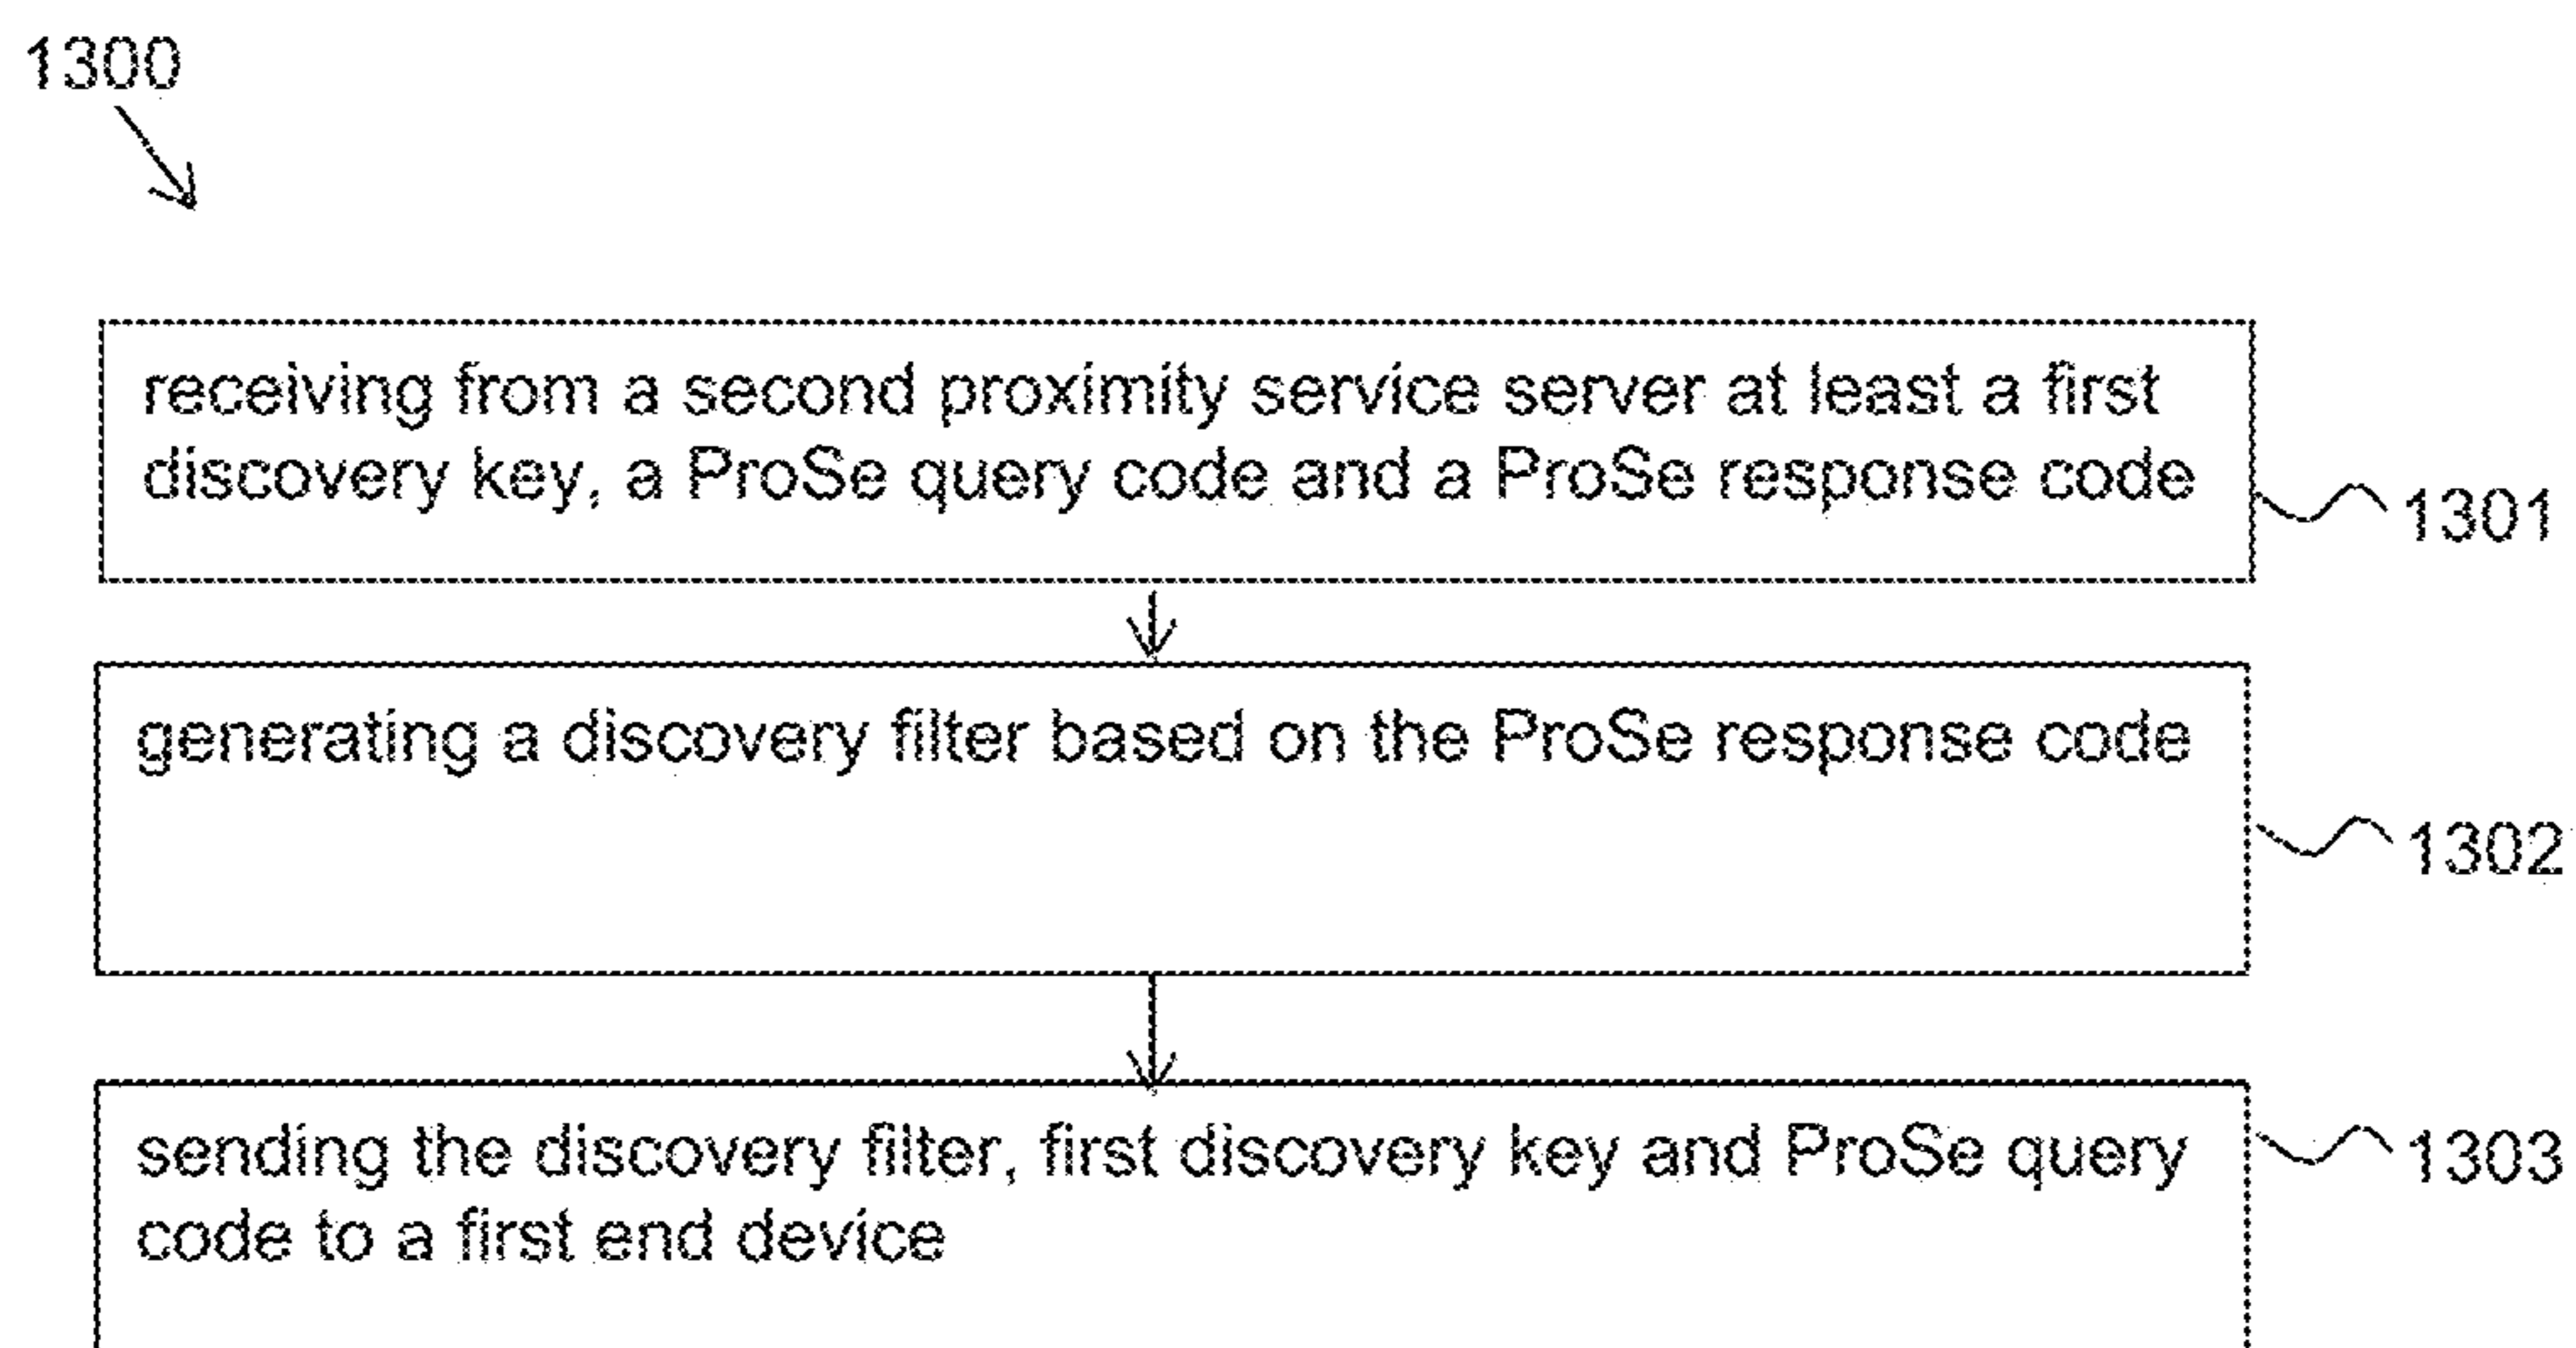 1300
receiving from a second proximity service server at least a first
discovery key, a ProSe query code and a ProSe response code
1301
generating a discovery filter based on the ProSe response code
1302
sending the discovery filter, first discovery key and ProSe query
code to a first end device
1303